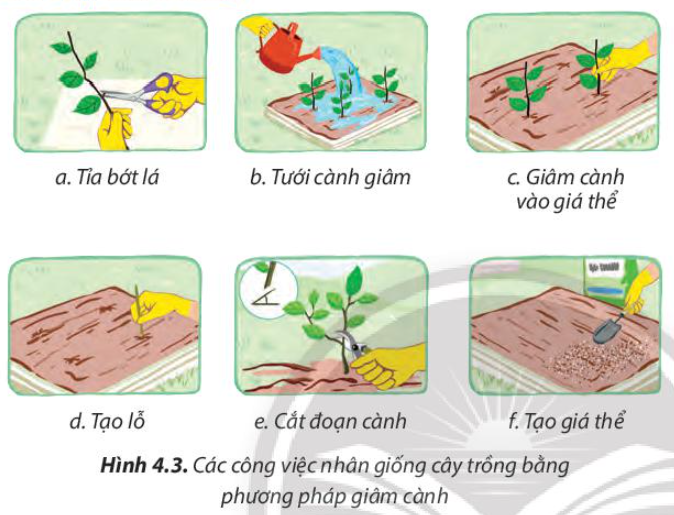 a. Tỉa bớt lá
b. Tưới cành giâm
c. Giâm cành
vào giá thể
d. Tạo lỗ
e. Cắt đoạn cành
f. Tạo giá thể
Hình 4.3. Các công việc nhân giống cây trồng bằng
phương pháp giâm cành